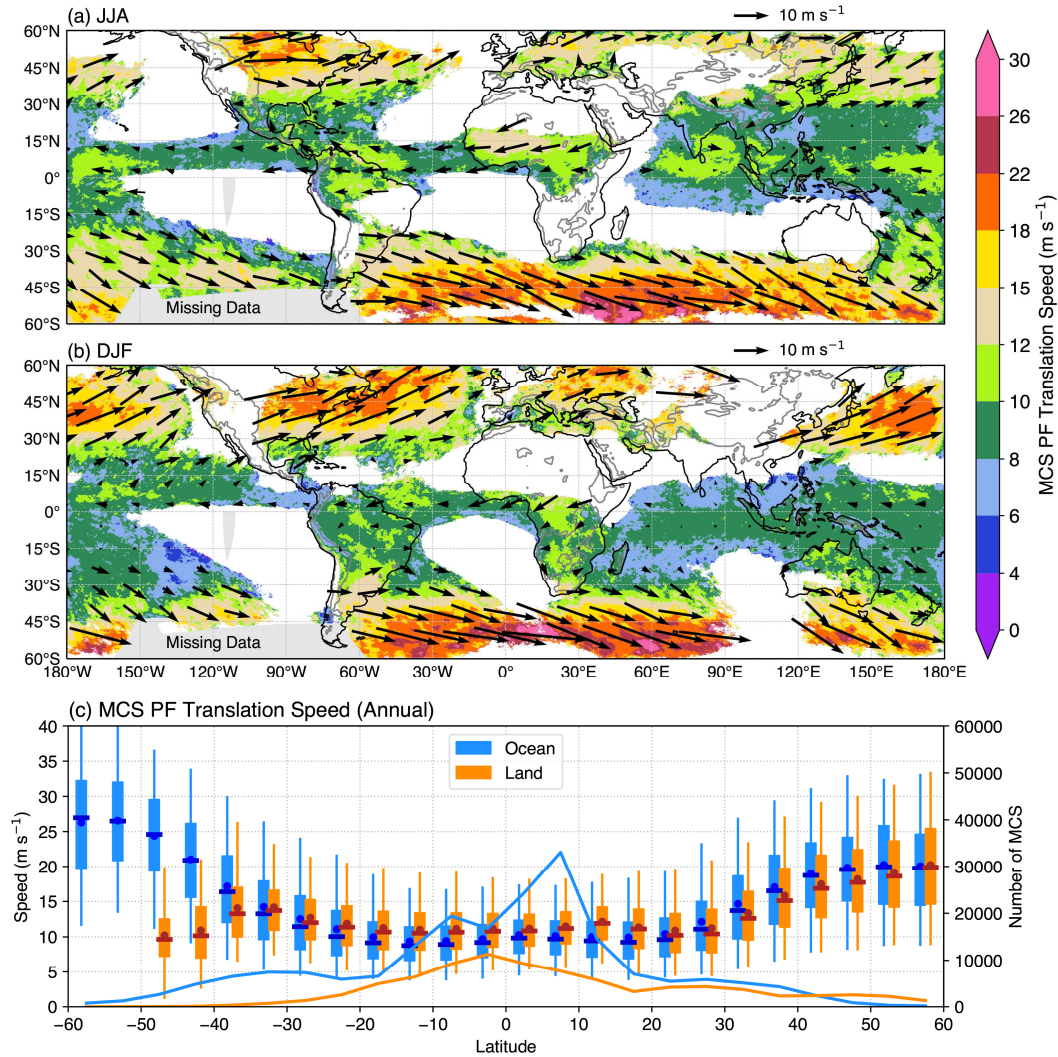 (a) JJA
10 m s⁻¹
60°N
45°N
30°N
15°N
0°
15°S
30°S
45°S
60°S
Missing Data
(b) DJF
10 m s⁻¹
60°N
45°N
30°N
15°N
0°
15°S
30°S
45°S
60°S
Missing Data
180°W 150°W 120°W 90°W 60°W 30°W 0° 30°E 60°E 90°E 120°E 150°E 180°E
30
26
22
18
15
12
10
8
6
4
0
MCS PF Translation Speed (m s⁻¹)
(c) MCS PF Translation Speed (Annual)
Ocean
Land
40
35
30
25
20
15
10
5
0
Speed (m s⁻¹)
60000
50000
40000
30000
20000
10000
0
Number of MCS
−60 −50 −40 −30 −20 −10 0 10 20 30 40 50 60
Latitude